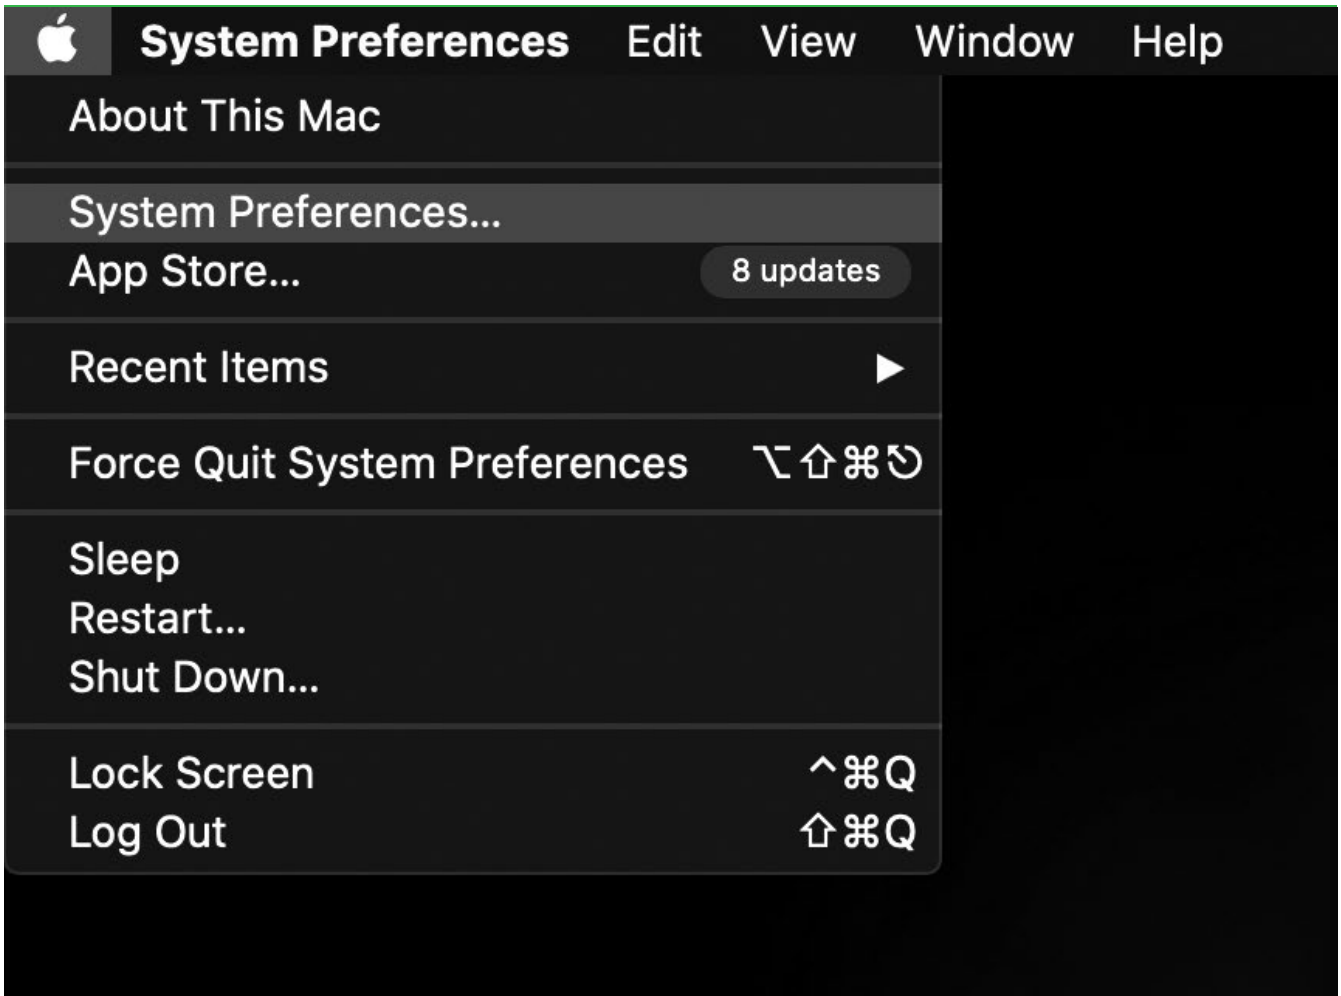 System Preferences Edit View Window Help
About This Mac
System Preferences...
App Store... 8 updates
Recent Items ▶
Force Quit System Preferences ⌥⇧⌘⎋
Sleep
Restart...
Shut Down...
Lock Screen ^⌘Q
Log Out ⇧⌘Q